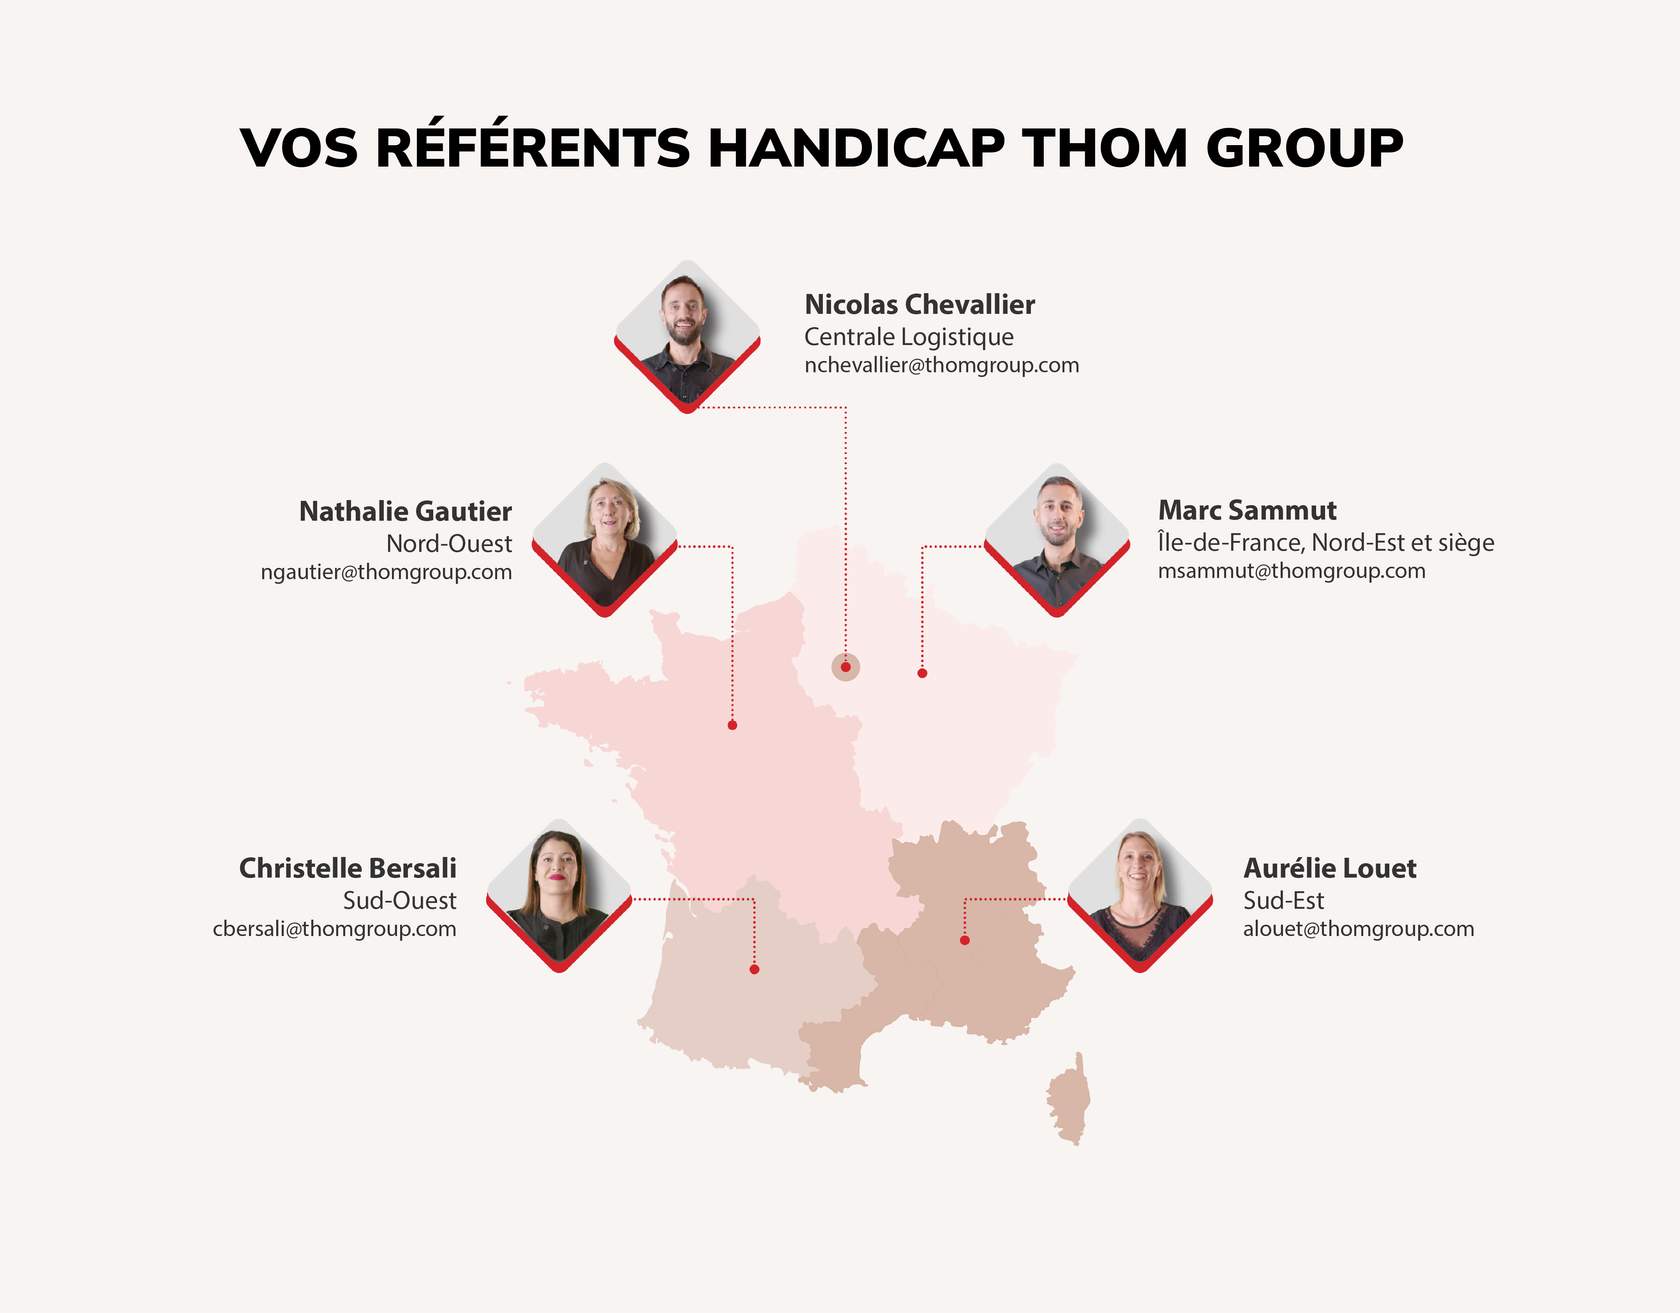 VOS RÉFÉRENTS HANDICAP THOM GROUP
Nicolas Chevallier
Centrale Logistique
nchevallier@thomgroup.com
Nathalie Gautier
Nord-Ouest
ngautier@thomgroup.com
Marc Sammut
Île-de-France, Nord-Est et siège
msammut@thomgroup.com
Christelle Bersali
Sud-Ouest
cbersali@thomgroup.com
Aurélie Louet
Sud-Est
alouet@thomgroup.com